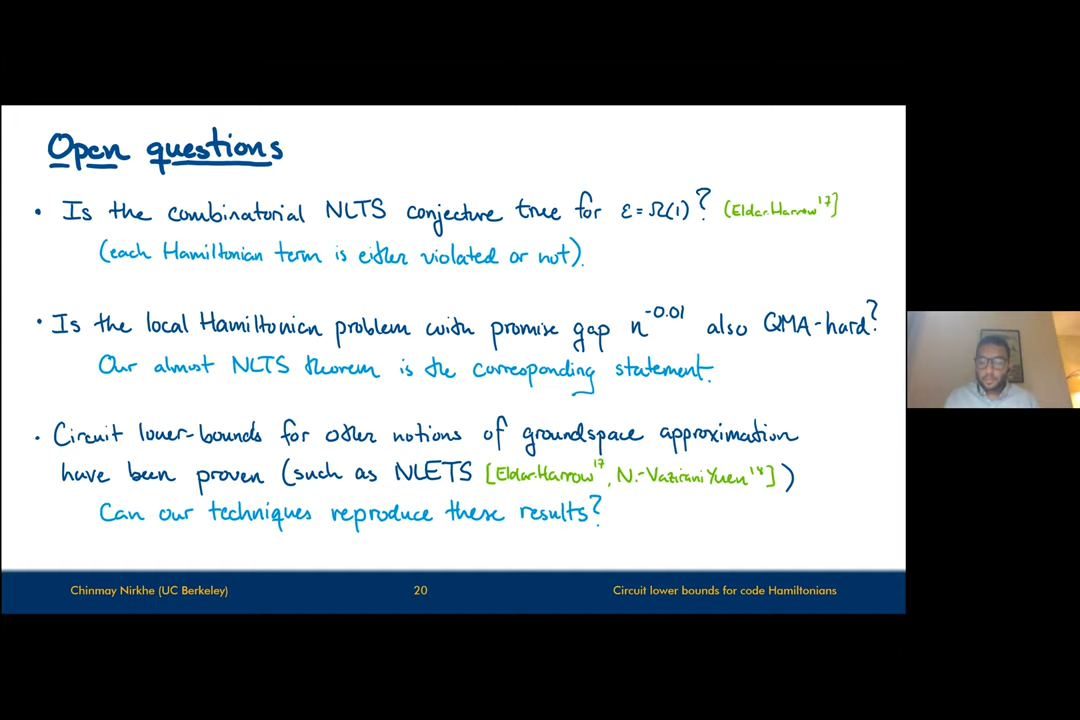 Open questions
• Is the combinatorial NLTS conjecture true for ε = Ω(1)? (Eldar-Harrow'17]
(each Hamiltonian term is either violated or not).
• Is the local Hamiltonian problem with promise gap n^-0.01 also QMA-hard?
Our almost NLTS theorem is the corresponding statement.
• Circuit lower-bounds for other notions of groundspace approximation
have been proven (such as NLETS [Eldar-Harrow'17, N.-Vazirani Yuen'18])
Can our techniques reproduce these results?
Chinmay Nirkhe (UC Berkeley) 20 Circuit lower bounds for code Hamiltonians